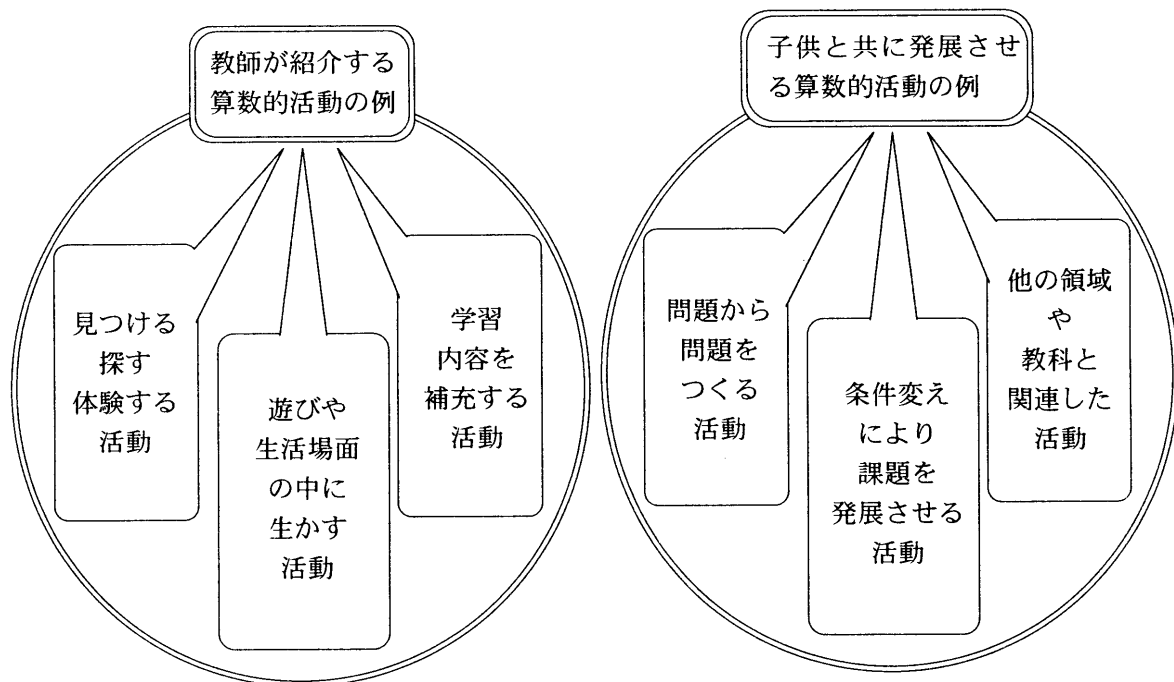 教師が紹介する
算数的活動の例
見つける
探す
体験する
活動
遊びや
生活場面
の中に
生かす
活動
学習
内容を
補充する
活動
子供と共に発展させ
る算数的活動の例
問題から
問題を
つくる
活動
条件変え
により
課題を
発展させる
活動
他の領域
や
教科と
関連した
活動